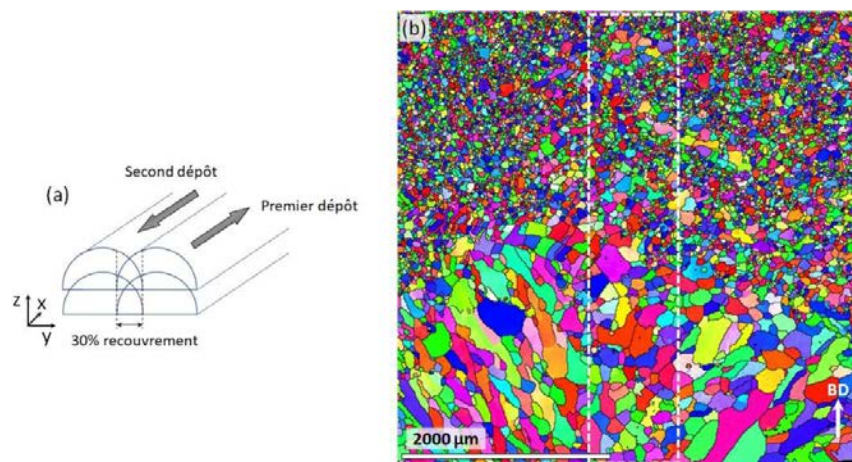 (a)
Second dépôt
Premier dépôt
z
x
y
30% recouvrement
(b)
BD
2000 µm